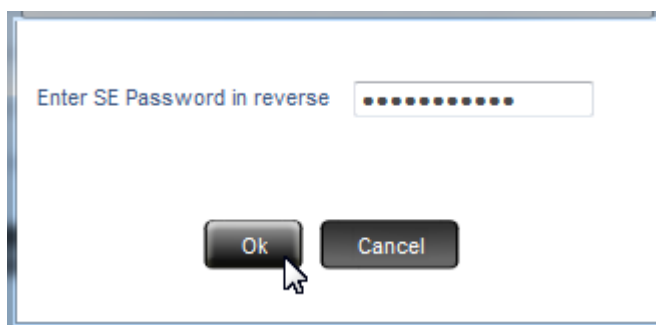 Enter SE Password in reverse •••••••••••
Ok Cancel